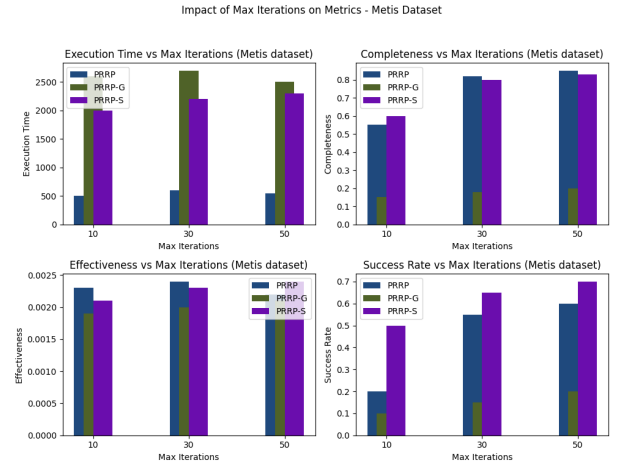 Impact of Max Iterations on Metrics - Metis Dataset
Execution Time vs Max Iterations (Metis dataset)
PRRP
PRRP-G
PRRP-S
2500
2000
1500
1000
500
0
Execution Time
10
30
50
Max Iterations
Completeness vs Max Iterations (Metis dataset)
PRRP
PRRP-G
PRRP-S
0.8
0.7
0.6
0.5
0.4
0.3
0.2
0.1
0.0
Completeness
10
30
50
Max Iterations
Effectiveness vs Max Iterations (Metis dataset)
PRRP
PRRP-G
PRRP-S
0.0025
0.0020
0.0015
0.0010
0.0005
0.0000
Effectiveness
10
30
50
Max Iterations
Success Rate vs Max Iterations (Metis dataset)
PRRP
PRRP-G
PRRP-S
0.7
0.6
0.5
0.4
0.3
0.2
0.1
0.0
Success Rate
10
30
50
Max Iterations